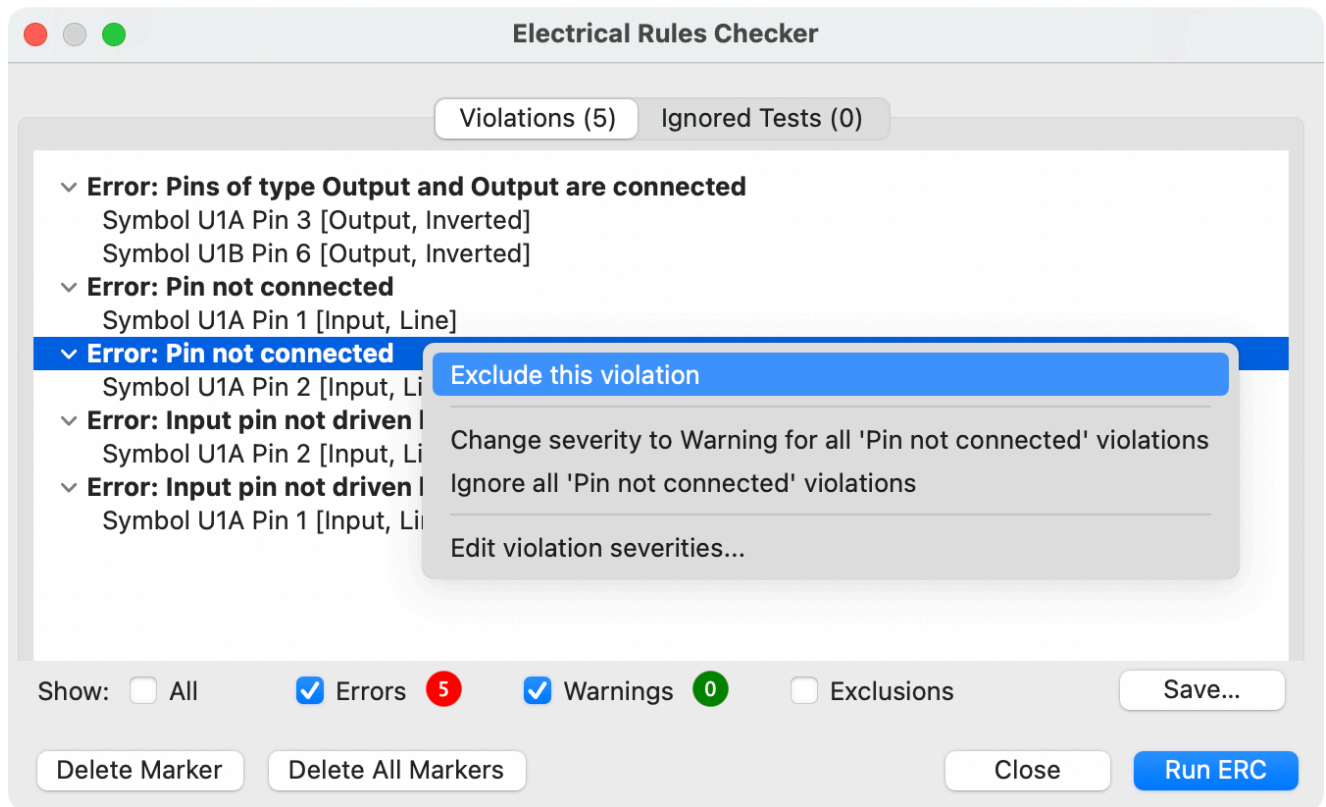 Electrical Rules Checker
Violations (5) Ignored Tests (0)
Error: Pins of type Output and Output are connected
Symbol U1A Pin 3 [Output, Inverted]
Symbol U1B Pin 6 [Output, Inverted]
Error: Pin not connected
Symbol U1A Pin 1 [Input, Line]
Error: Pin not connected
Exclude this violation
Symbol U1A Pin 2 [Input, Li
Error: Input pin not driven
Change severity to Warning for all 'Pin not connected' violations
Symbol U1A Pin 2 [Input, Li
Ignore all 'Pin not connected' violations
Error: Input pin not driven
Symbol U1A Pin 1 [Input, Li
Edit violation severities...
Show: All Errors 5 Warnings 0 Exclusions Save...
Delete Marker Delete All Markers Close Run ERC